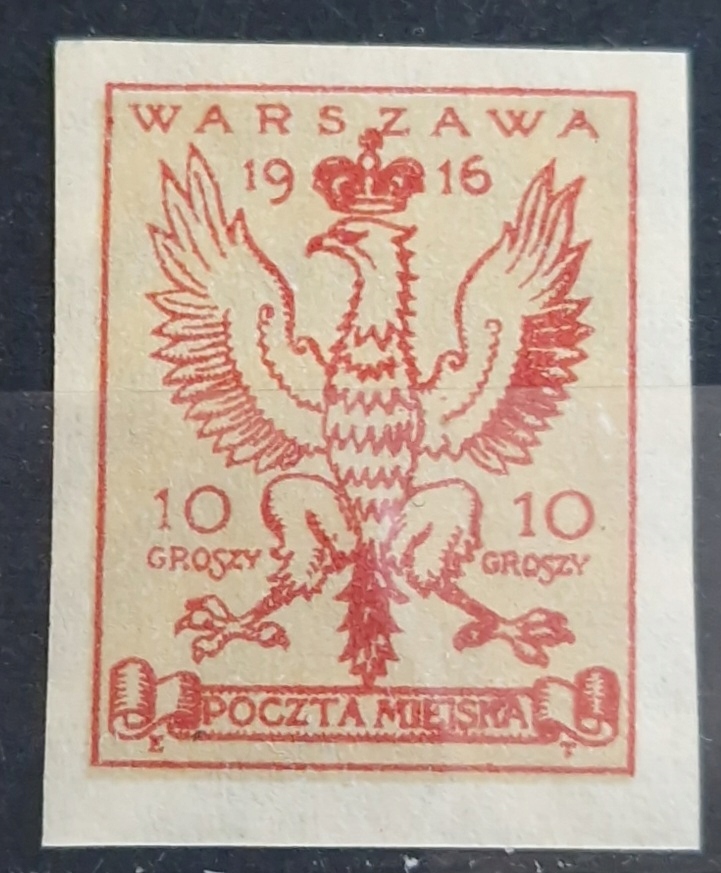 WARSZAWA
19 16
10 10
GROSZY GROSZY
POCZTA MIEJSKA
E T